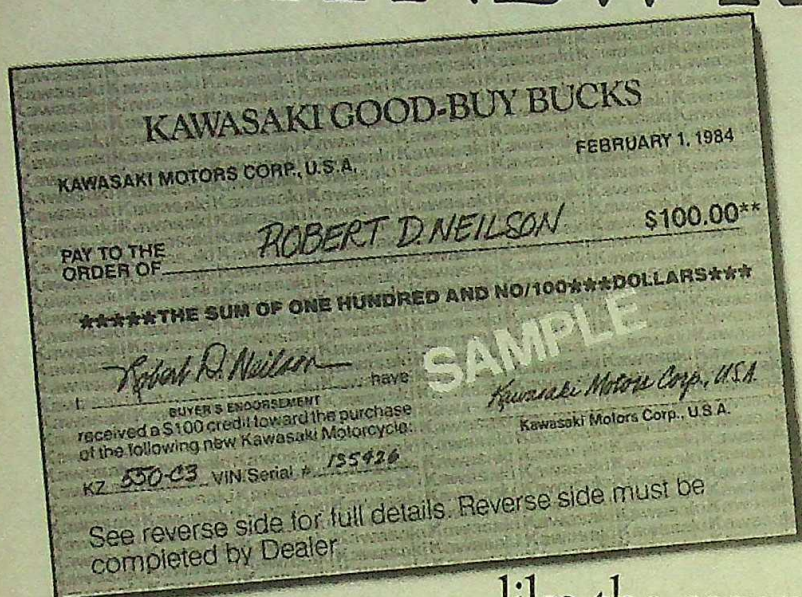 KAWASAKI GOOD-BUY BUCKS
KAWASAKI MOTORS CORP., U.S.A.
FEBRUARY 1, 1984
PAY TO THE
ORDER OF ROBERT D. NEILSON $100.00**
*****THE SUM OF ONE HUNDRED AND NO/100***DOLLARS***
SAMPLE
I, Robert D. Neilson have
BUYER'S ENDORSEMENT
received a $100 credit toward the purchase
of the following new Kawasaki Motorcycle:
KZ 550-C3 VIN/Serial # 135426
Kawasaki Motors Corp., U.S.A.
Kawasaki Motors Corp., U.S.A.
See reverse side for full details. Reverse side must be
completed by Dealer
like the